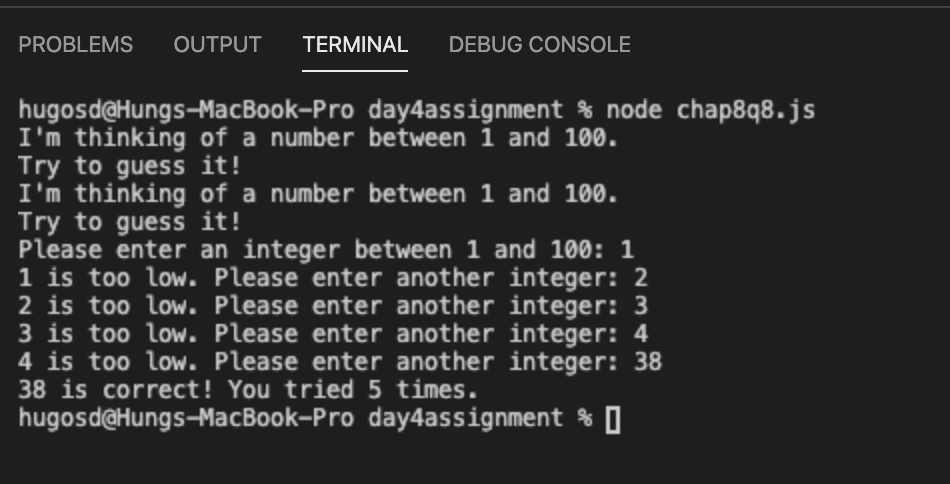 PROBLEMS OUTPUT TERMINAL DEBUG CONSOLE
hugosd@Hungs-MacBook-Pro day4assignment % node chap8q8.js
I'm thinking of a number between 1 and 100.
Try to guess it!
I'm thinking of a number between 1 and 100.
Try to guess it!
Please enter an integer between 1 and 100: 1
1 is too low. Please enter another integer: 2
2 is too low. Please enter another integer: 3
3 is too low. Please enter another integer: 4
4 is too low. Please enter another integer: 38
38 is correct! You tried 5 times.
hugosd@Hungs-MacBook-Pro day4assignment %